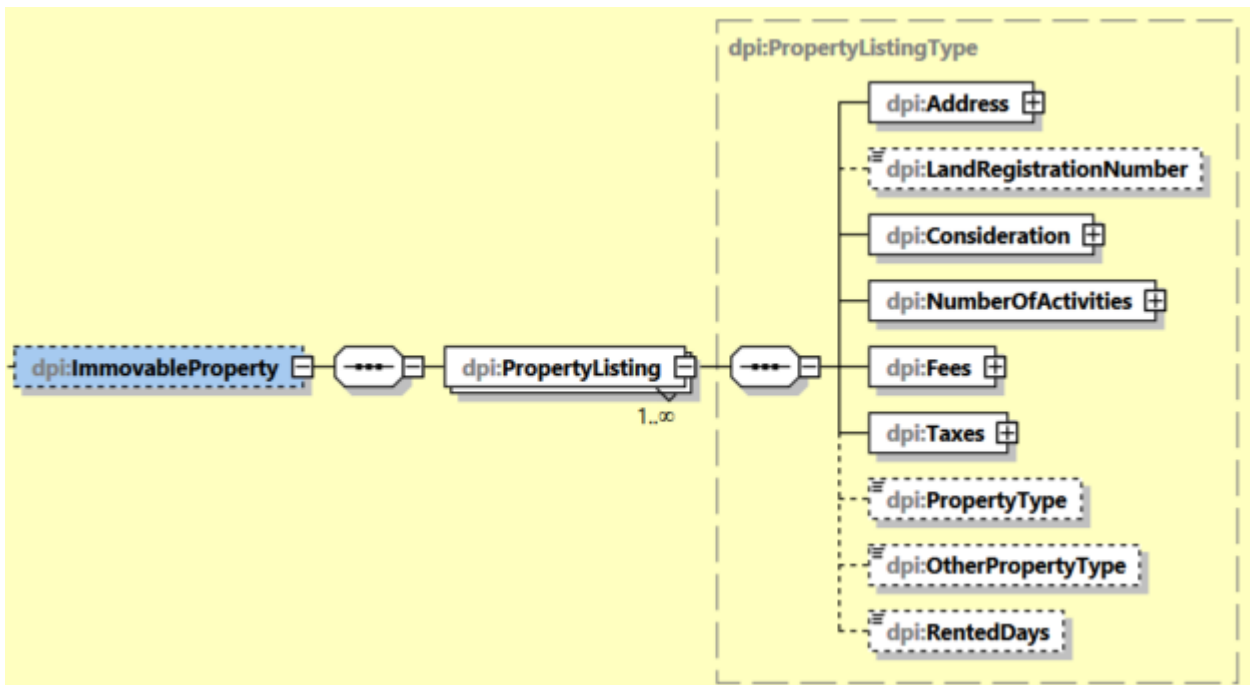 dpi:PropertyListingType
dpi:Address
dpi:LandRegistrationNumber
dpi:Consideration
dpi:NumberOfActivities
dpi:ImmovableProperty
dpi:PropertyListing
1..∞
dpi:Fees
dpi:Taxes
dpi:PropertyType
dpi:OtherPropertyType
dpi:RentedDays